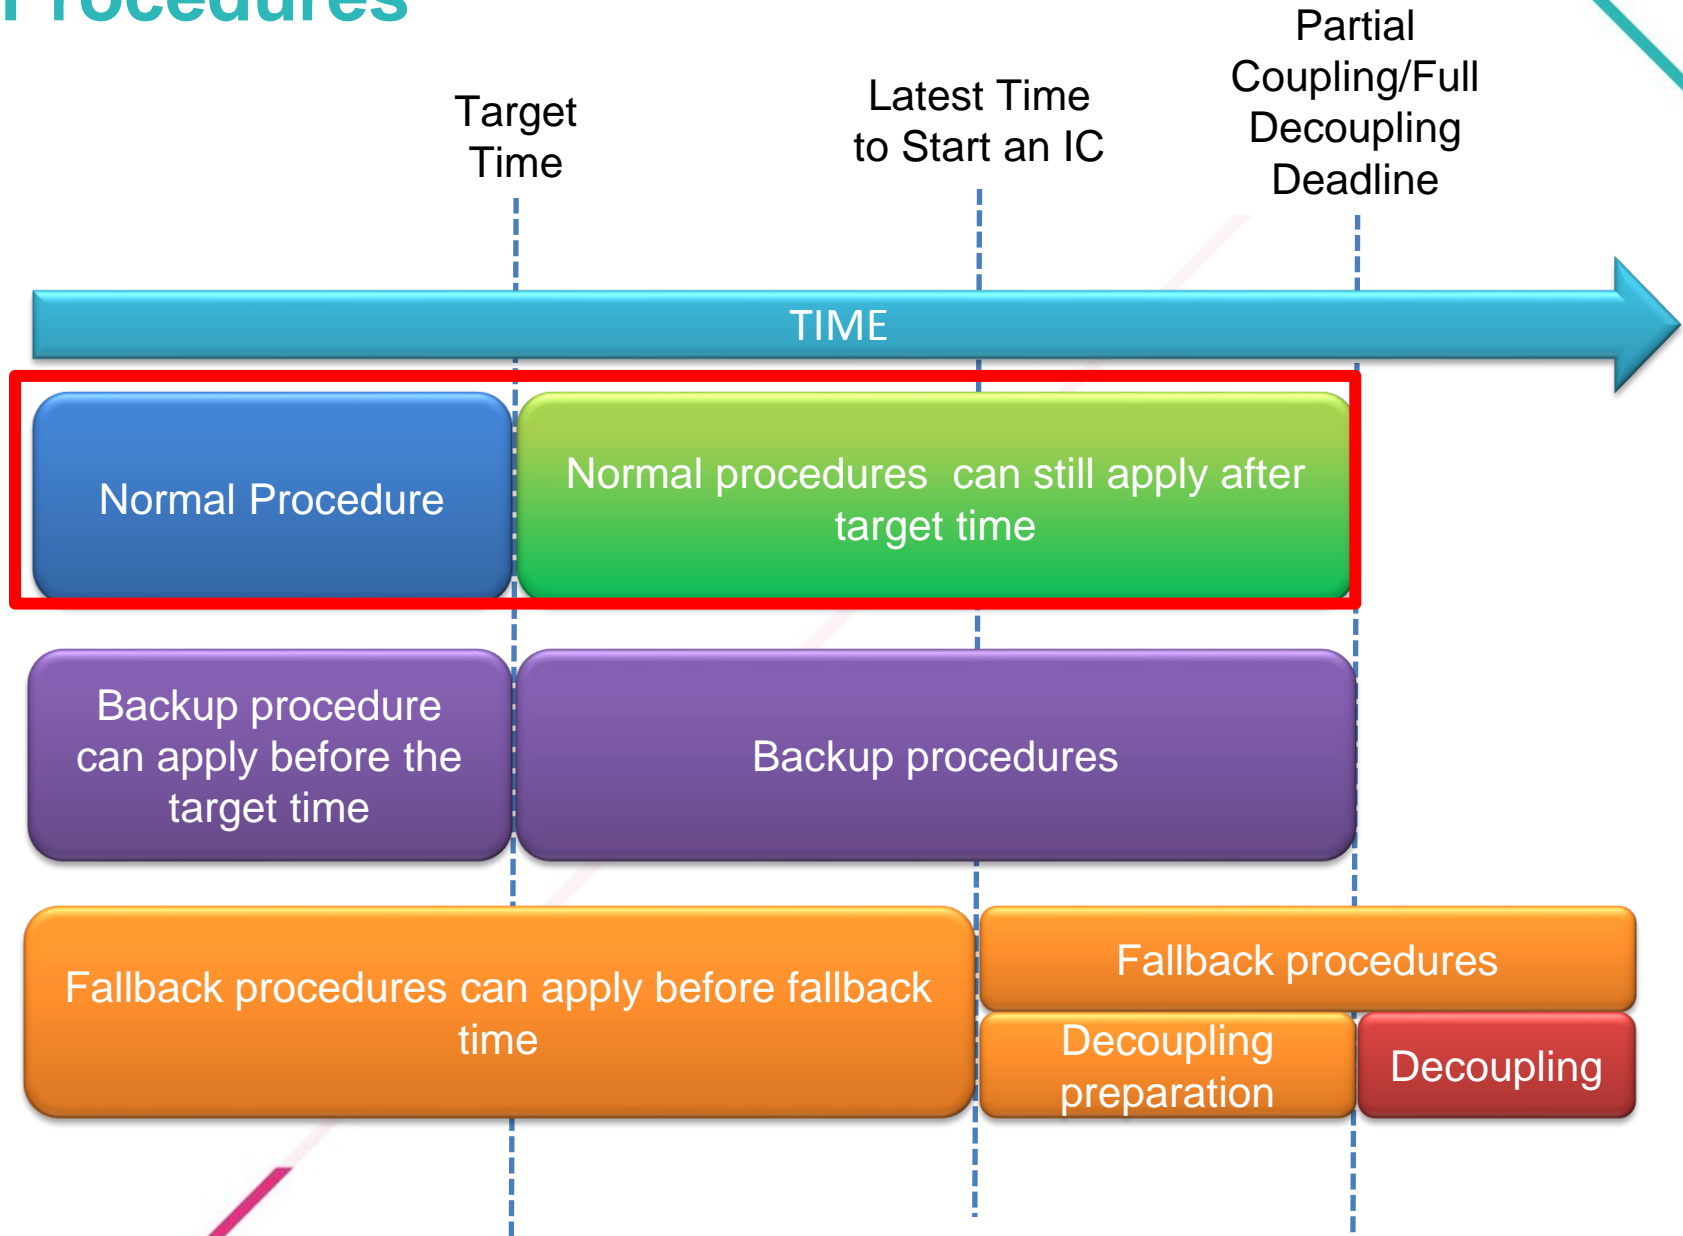 Procedures
Target
Time
Latest Time
to Start an IC
Partial
Coupling/Full
Decoupling
Deadline
TIME
Normal Procedure
Normal procedures  can still apply after
target time
Backup procedure
can apply before the
target time
Backup procedures
Fallback procedures can apply before fallback
time
Fallback procedures
Decoupling
preparation
Decoupling